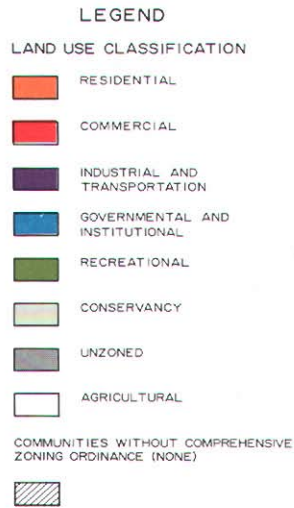 LEGEND
LAND USE CLASSIFICATION
RESIDENTIAL
COMMERCIAL
INDUSTRIAL AND
TRANSPORTATION
GOVERNMENTAL AND
INSTITUTIONAL
RECREATIONAL
CONSERVANCY
UNZONED
AGRICULTURAL
COMMUNITIES WITHOUT COMPREHENSIVE
ZONING ORDINANCE (NONE)